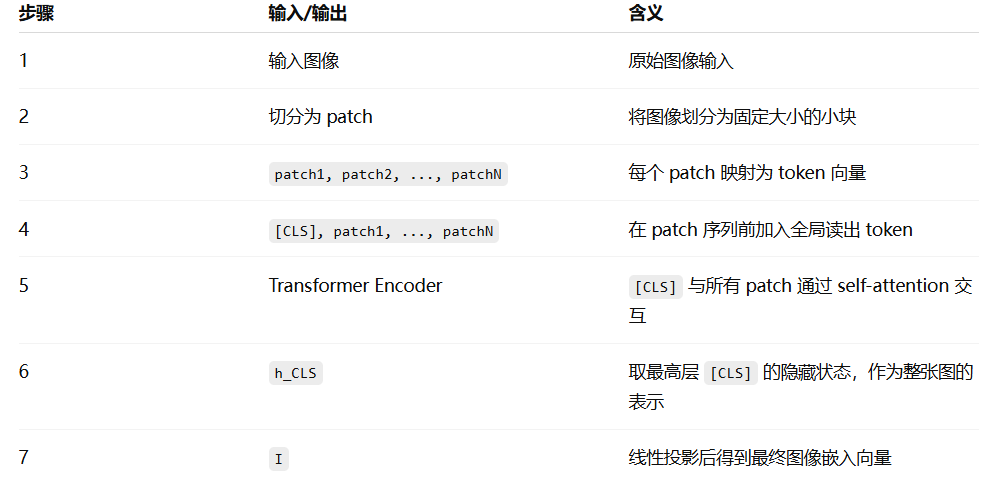 步骤 输入/输出 含义
1 输入图像 原始图像输入
2 切分为 patch 将图像划分为固定大小的小块
3 patch1, patch2, ..., patchN 每个 patch 映射为 token 向量
4 [CLS], patch1, ..., patchN 在 patch 序列前加入全局读出 token
5 Transformer Encoder [CLS] 与所有 patch 通过 self-attention 交
互
6 h_CLS 取最高层 [CLS] 的隐藏状态，作为整张图的
表示
7 I 线性投影后得到最终图像嵌入向量